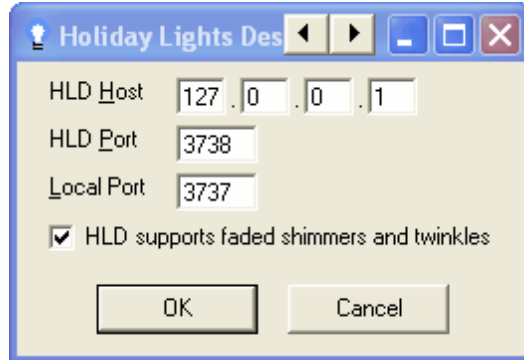 Holiday Lights Des
HLD Host 127 . 0 . 0 . 1
HLD Port 3738
Local Port 3737
HLD supports faded shimmers and twinkles
OK Cancel